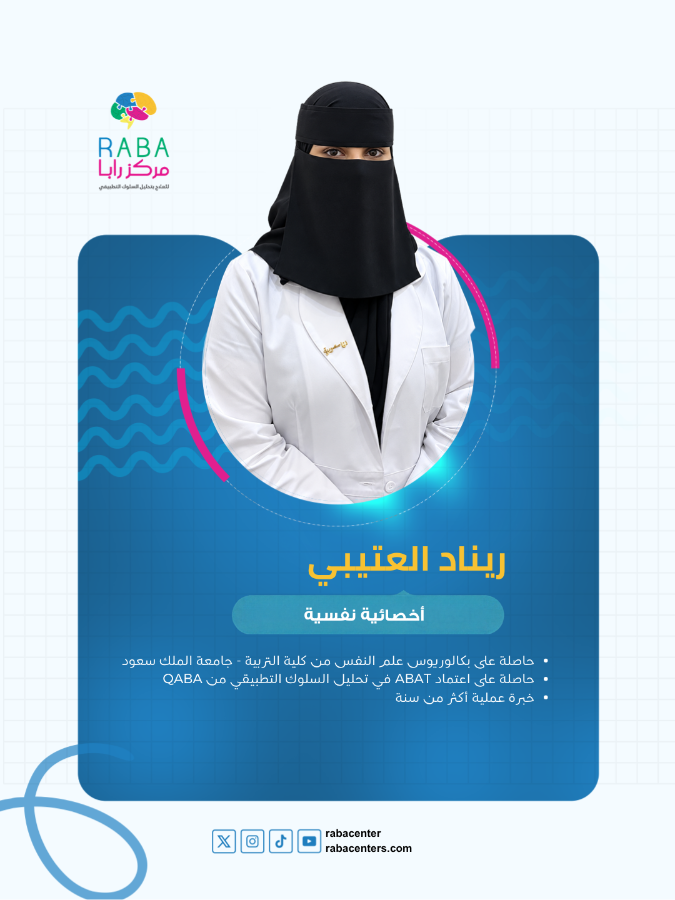 RABA
مركز رابا
للعلاج بتحليل السلوك التطبيقي
ريناد العتيبي
أخصائية نفسية
• حاصلة على بكالوريوس علم النفس من كلية التربية - جامعة الملك سعود
• حاصلة على اعتماد ABAT في تحليل السلوك التطبيقي من QABA
• خبرة عملية أكثر من سنة
rabacenter
rabacenters.com